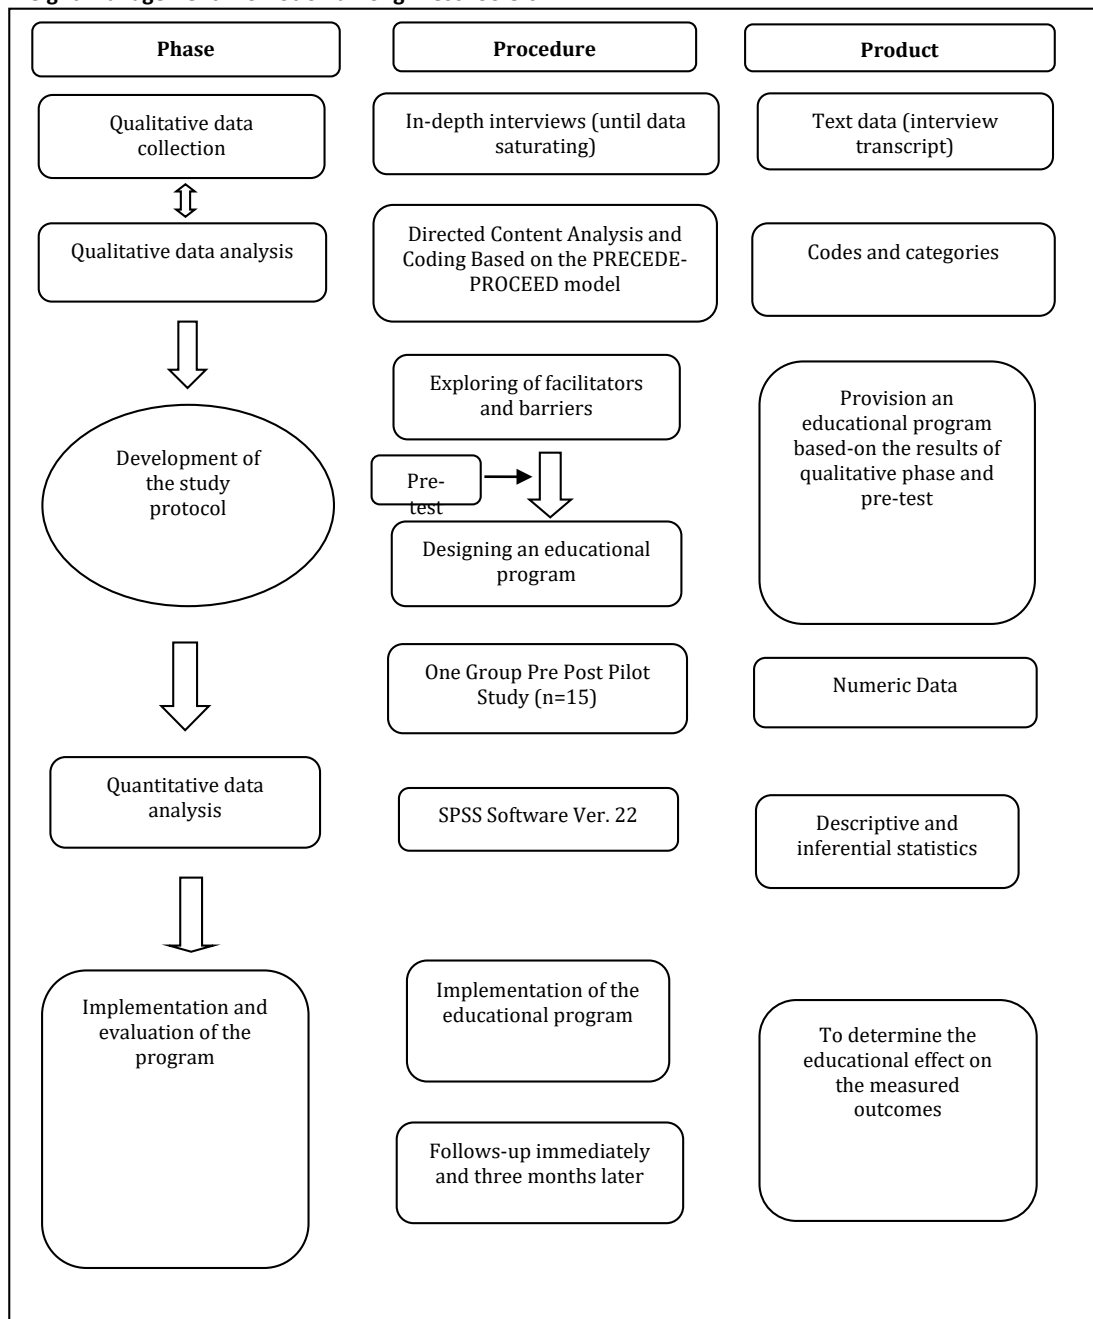 Phase
Procedure
Product
Qualitative data
collection
In-depth interviews (until data
saturating)
Text data (interview
transcript)
Qualitative data analysis
Directed Content Analysis and
Coding Based on the PRECEDE-
PROCEED model
Codes and categories
Development of
the study
protocol
Exploring of facilitators
and barriers
Pre-
test
Designing an educational
program
Provision an
educational program
based-on the results of
qualitative phase and
pre-test
One Group Pre Post Pilot
Study (n=15)
Numeric Data
Quantitative data
analysis
SPSS Software Ver. 22
Descriptive and
inferential statistics
Implementation and
evaluation of the
program
Implementation of the
educational program
Follows-up immediately
and three months later
To determine the
educational effect on
the measured
outcomes